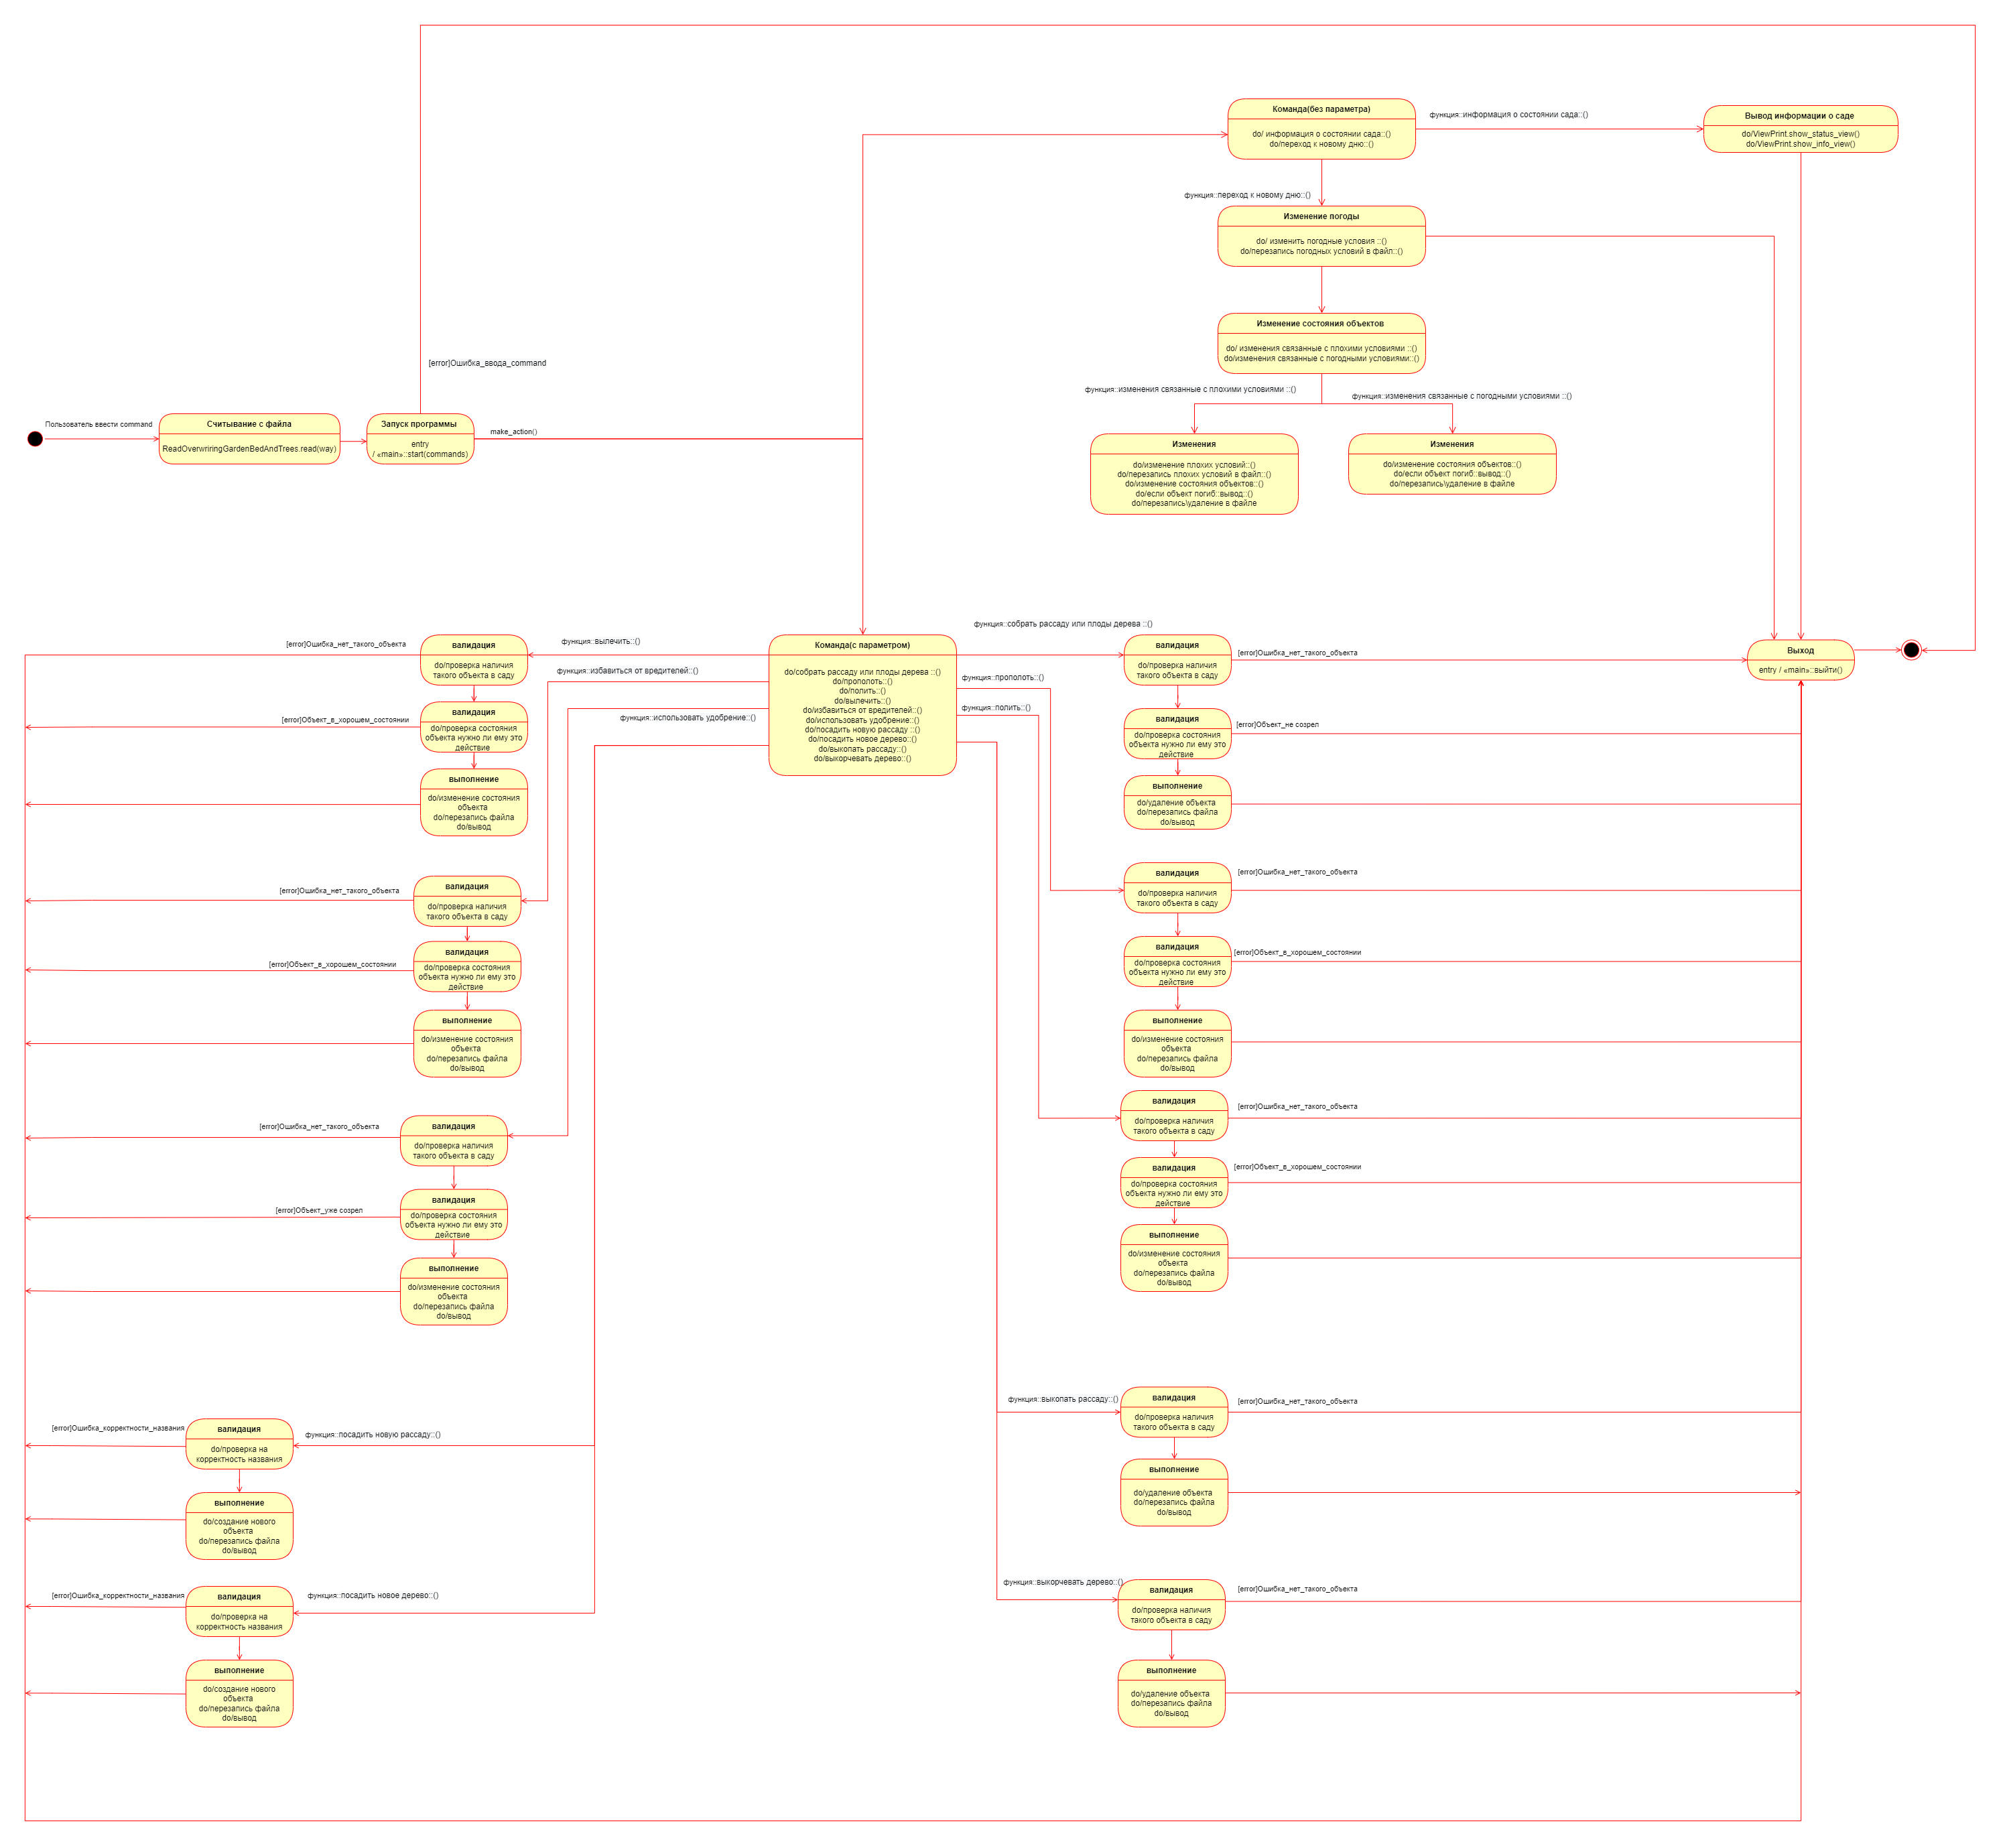 Команда(без параметра)
do/ информация о состоянии сада::()
do/переход к новому дню::()
функция::информация о состоянии сада::()
Вывод информации о саде
do/ViewPrint.show_status_view()
do/ViewPrint.show_info_view()
функция::переход к новому дню::()
Изменение погоды
do/ изменить погодные условия ::()
do/перезапись погодных условий в файл::()
Изменение состояния объектов
do/ изменения связанные с плохими условиями ::()
do/изменения связанные с погодными условиями::()
[error]Ошибка_ввода_command
функция::изменения связанные с плохими условиями ::()
функция::изменения связанные с погодными условиями ::()
Пользователь ввести command
Считывание с файла
ReadOverwriringGardenBedAndTrees.read(way)
Запуск программы
entry
/ «main»::start(commands)
make_action()
Изменения
do/изменение плохих условий::()
do/перезапись плохих условий в файл::()
do/изменение состояния объектов::()
do/если объект погиб::вывод::()
do/перезапись\удаление в файле
Изменения
do/изменение состояния объектов::()
do/если объект погиб::вывод::()
do/перезапись\удаление в файле
Команда(с параметром)
do/собрать рассаду или плоды дерева ::()
do/прополоть::()
do/полить::()
do/вылечить::()
do/избавиться от вредителей::()
do/использовать удобрение::()
do/посадить новую рассаду ::()
do/посадить новое дерево::()
do/выкопать рассаду::()
do/выкорчевать дерево::()
Выход
entry / «main»::выйти()
функция::вылечить::()
[error]Ошибка_нет_такого_объекта
валидация
do/проверка наличия
такого объекта в саду
[error]Объект_в_хорошем_состоянии
валидация
do/проверка состояния
объекта нужно ли ему это
действие
выполнение
do/изменение состояния
объекта
do/перезапись файла
do/вывод
функция::избавиться от вредителей::()
[error]Ошибка_нет_такого_объекта
валидация
do/проверка наличия
такого объекта в саду
[error]Объект_в_хорошем_состоянии
валидация
do/проверка состояния
объекта нужно ли ему это
действие
выполнение
do/изменение состояния
объекта
do/перезапись файла
do/вывод
функция::использовать удобрение::()
[error]Ошибка_нет_такого_объекта
валидация
do/проверка наличия
такого объекта в саду
[error]Объект_уже созрел
валидация
do/проверка состояния
объекта нужно ли ему это
действие
выполнение
do/изменение состояния
объекта
do/перезапись файла
do/вывод
функция::посадить новую рассаду::()
[error]Ошибка_корректности_названия
валидация
do/проверка на
корректность названия
выполнение
do/создание нового
объекта
do/перезапись файла
do/вывод
функция::посадить новое дерево::()
[error]Ошибка_корректности_названия
валидация
do/проверка на
корректность названия
выполнение
do/создание нового
объекта
do/перезапись файла
do/вывод
функция::собрать рассаду или плоды дерева ::()
валидация
do/проверка наличия
такого объекта в саду
[error]Ошибка_нет_такого_объекта
валидация
do/проверка состояния
объекта нужно ли ему это
действие
[error]Объект_не созрел
выполнение
do/удаление объекта
do/перезапись файла
do/вывод
функция::прополоть::()
валидация
do/проверка наличия
такого объекта в саду
[error]Ошибка_нет_такого_объекта
валидация
do/проверка состояния
объекта нужно ли ему это
действие
[error]Объект_в_хорошем_состоянии
выполнение
do/изменение состояния
объекта
do/перезапись файла
do/вывод
функция::полить::()
валидация
do/проверка наличия
такого объекта в саду
[error]Ошибка_нет_такого_объекта
валидация
do/проверка состояния
объекта нужно ли ему это
действие
[error]Объект_в_хорошем_состоянии
выполнение
do/изменение состояния
объекта
do/перезапись файла
do/вывод
функция::выкопать рассаду::()
валидация
do/проверка наличия
такого объекта в саду
[error]Ошибка_нет_такого_объекта
выполнение
do/удаление объекта
do/перезапись файла
do/вывод
функция::выкорчевать дерево::()
валидация
do/проверка наличия
такого объекта в саду
[error]Ошибка_нет_такого_объекта
выполнение
do/удаление объекта
do/перезапись файла
do/вывод